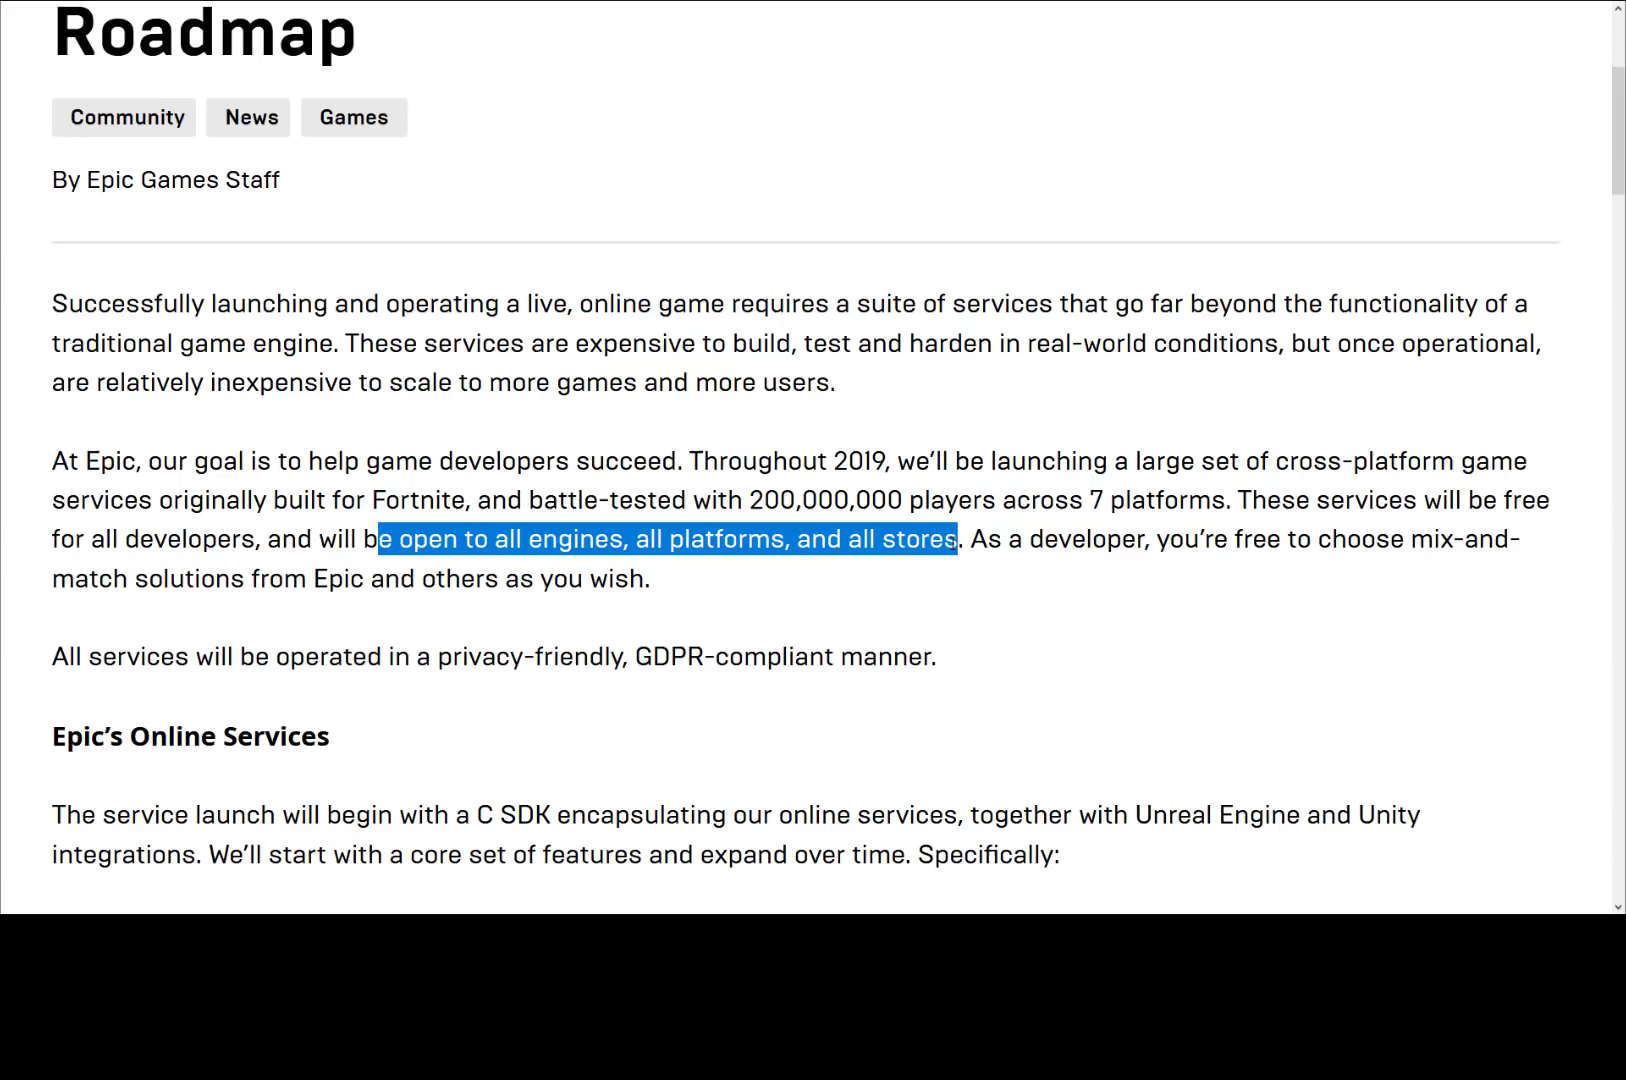 Roadmap
Community News Games
By Epic Games Staff
Successfully launching and operating a live, online game requires a suite of services that go far beyond the functionality of a
traditional game engine. These services are expensive to build, test and harden in real-world conditions, but once operational,
are relatively inexpensive to scale to more games and more users.
At Epic, our goal is to help game developers succeed. Throughout 2019, we’ll be launching a large set of cross-platform game
services originally built for Fortnite, and battle-tested with 200,000,000 players across 7 platforms. These services will be free
for all developers, and will be open to all engines, all platforms, and all stores. As a developer, you’re free to choose mix-and-
match solutions from Epic and others as you wish.
All services will be operated in a privacy-friendly, GDPR-compliant manner.
Epic’s Online Services
The service launch will begin with a C SDK encapsulating our online services, together with Unreal Engine and Unity
integrations. We’ll start with a core set of features and expand over time. Specifically: